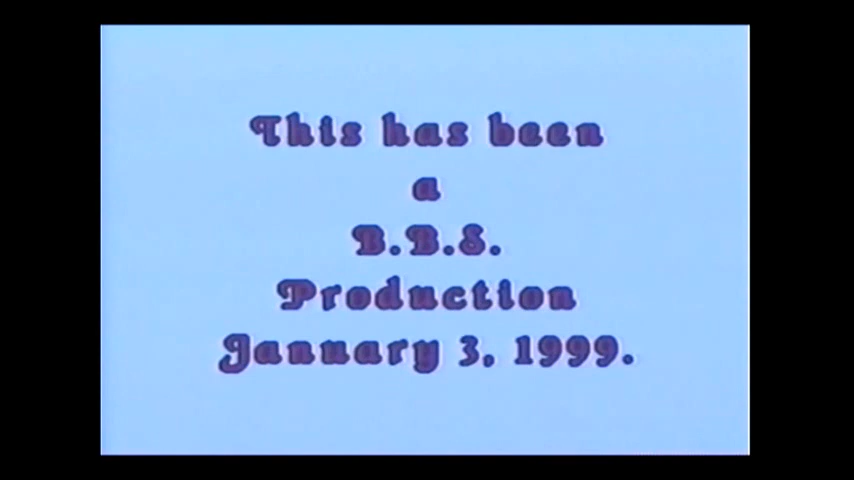 This has been
a
B.B.S.
Production
January 3, 1999.